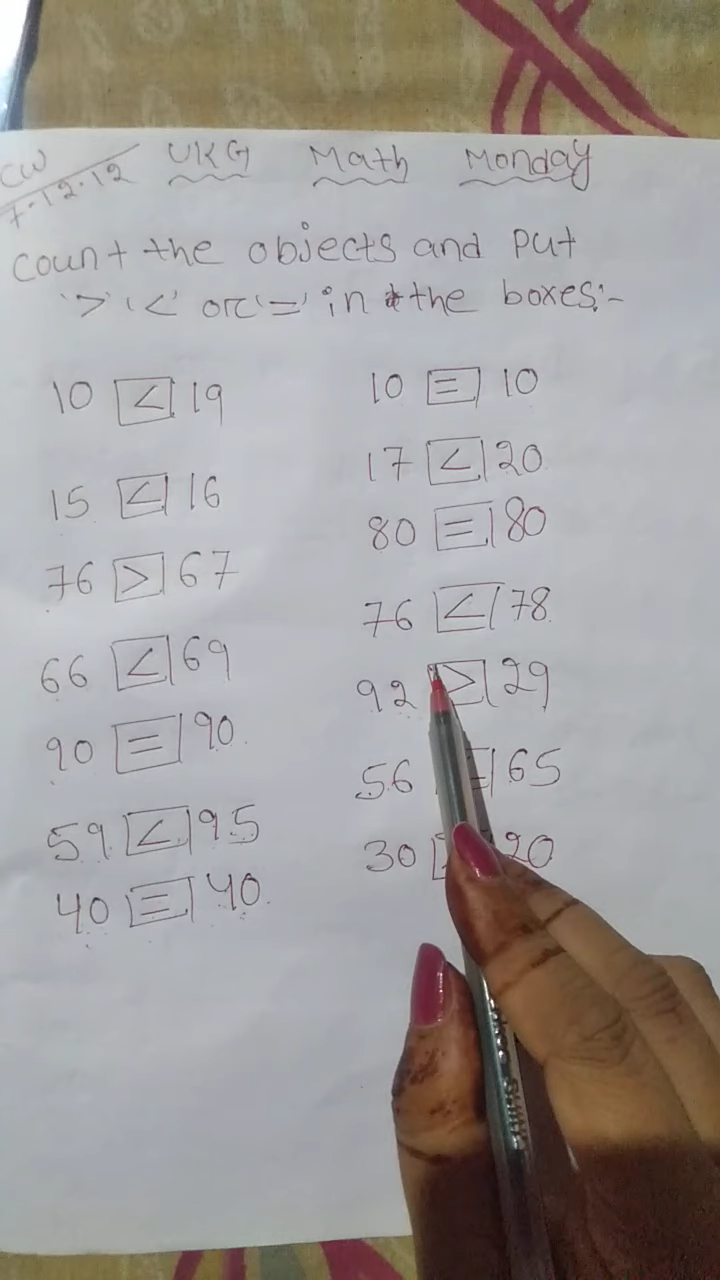 CW UKG Math Monday
7.12.12
Count the objects and put
'>' '<' or '=' in the boxes:-
10 < 19
15 < 16
76 > 67
66 < 69
90 = 90
59 < 95
40 = 40
10 = 10
17 < 20
80 = 80
76 < 78
92 > 29
56 65
30 20